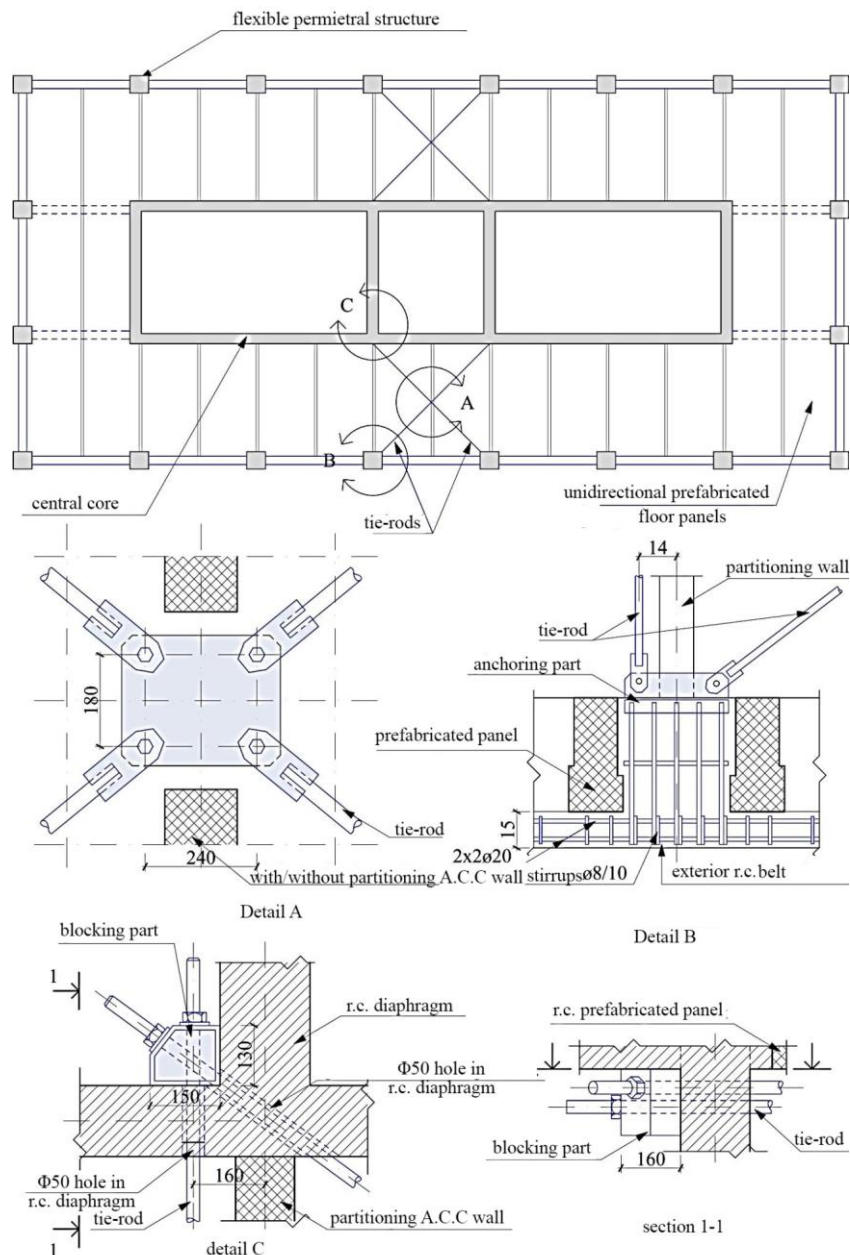 flexible permietral structure
C
A
B
central core
tie-rods
unidirectional prefabricated
floor panels
180
240
tie-rod
with/without partitioning A.C.C wall
Detail A
14
partitioning wall
tie-rod
anchoring part
prefabricated panel
15
2x2ø20
stirrupsø8/10
exterior r.c.belt
Detail B
blocking part
1
r.c. diaphragm
130
Φ50 hole in
r.c. diaphragm
150
Φ50 hole in
r.c. diaphragm
160
tie-rod
partitioning A.C.C wall
1
detail C
r.c. prefabricated panel
blocking part
tie-rod
160
section 1-1